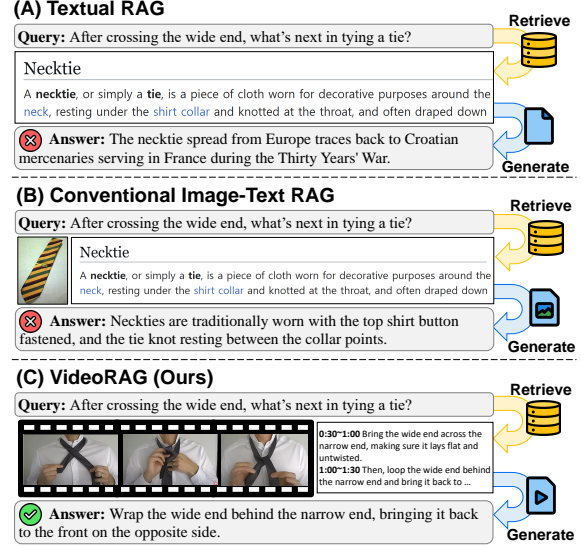 (A) Textual RAG
Retrieve
Query: After crossing the wide end, what's next in tying a tie?
Necktie
A necktie, or simply a tie, is a piece of cloth worn for decorative purposes around the
neck, resting under the shirt collar and knotted at the throat, and often draped down
Answer: The necktie spread from Europe traces back to Croatian
mercenaries serving in France during the Thirty Years' War.
Generate
(B) Conventional Image-Text RAG
Retrieve
Query: After crossing the wide end, what's next in tying a tie?
Necktie
A necktie, or simply a tie, is a piece of cloth worn for decorative purposes around the
neck, resting under the shirt collar and knotted at the throat, and often draped down
Answer: Neckties are traditionally worn with the top shirt button
fastened, and the tie knot resting between the collar points.
Generate
(C) VideoRAG (Ours)
Retrieve
Query: After crossing the wide end, what's next in tying a tie?
0:30~1:00 Bring the wide end across the
narrow end, making sure it lays flat and
untwisted.
1:00~1:30 Then, loop the wide end behind
the narrow end and bring it back to ...
Answer: Wrap the wide end behind the narrow end, bringing it back
to the front on the opposite side.
Generate